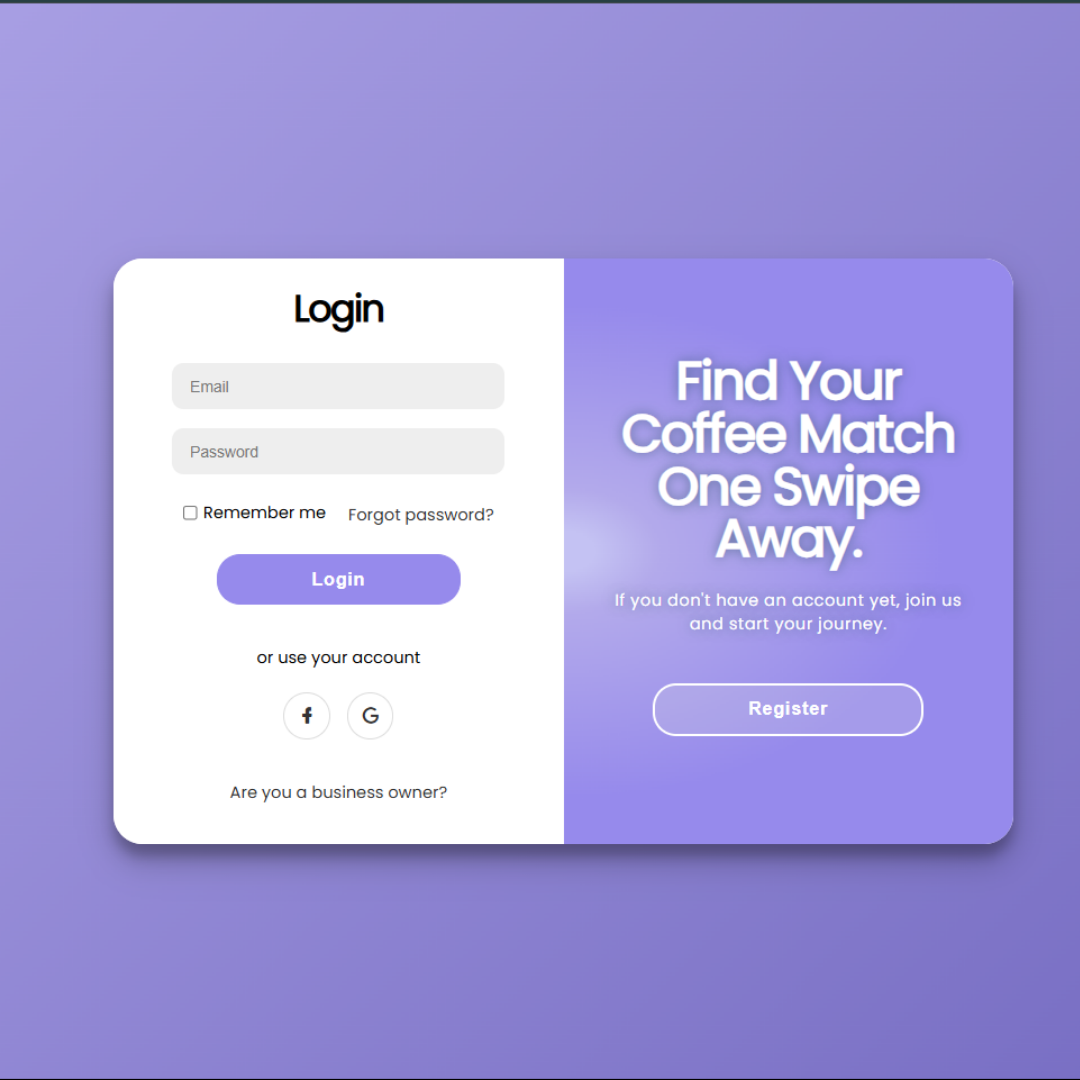 Login
Email
Password
Remember me
Forgot password?
Login
or use your account
Are you a business owner?
Find Your
Coffee Match
One Swipe
Away.
If you don't have an account yet, join us
and start your journey.
Register